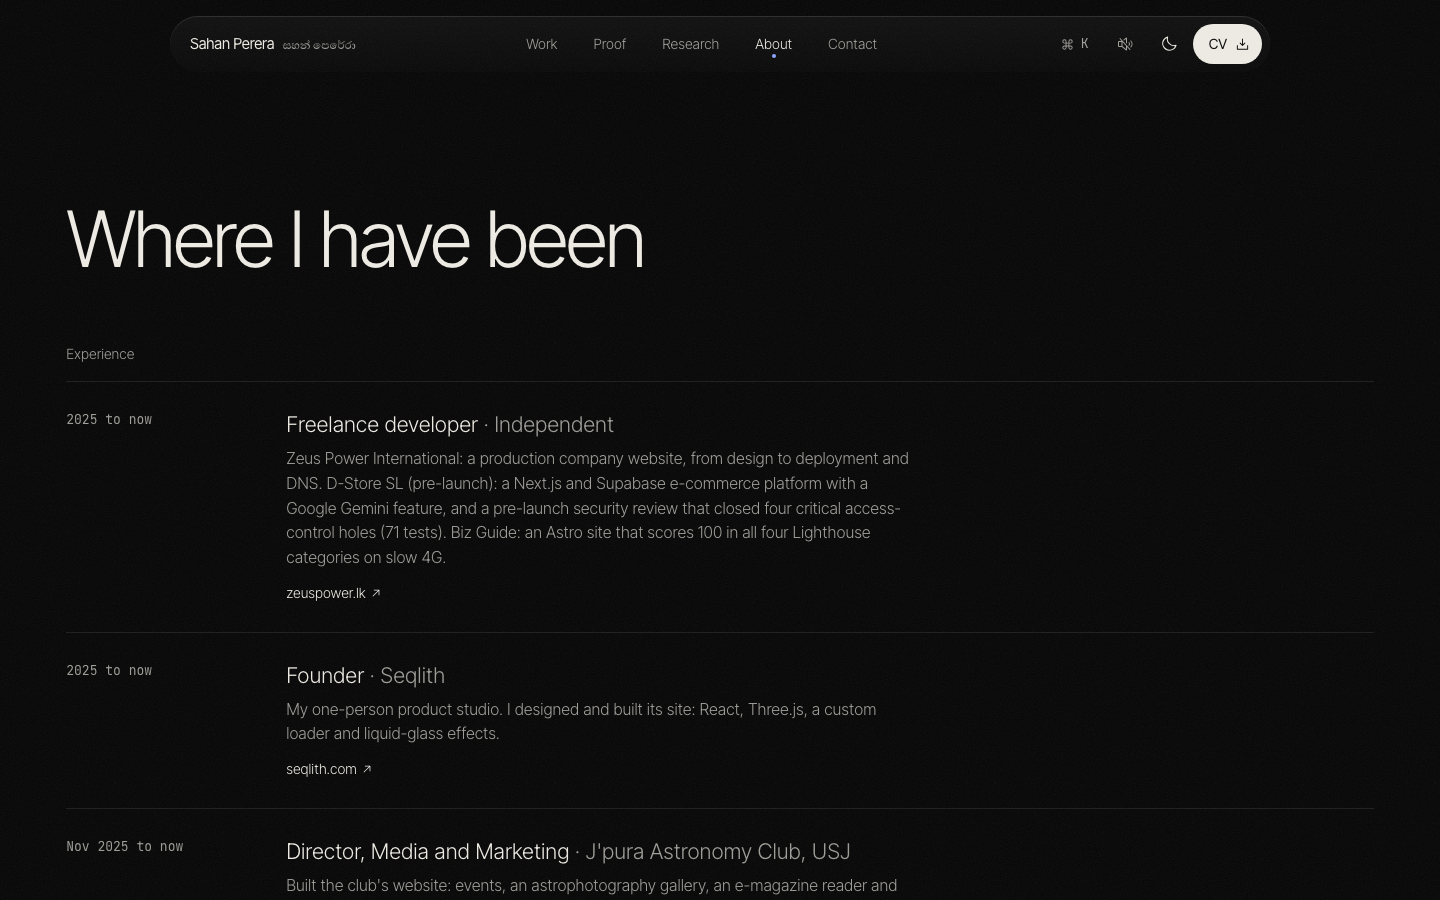 Sahan Perera සහන් පෙරේරා
Work
Proof
Research
About
Contact
⌘ K
CV
Where I have been
Experience
2025 to now
Freelance developer · Independent
Zeus Power International: a production company website, from design to deployment and
DNS. D-Store SL (pre-launch): a Next.js and Supabase e-commerce platform with a
Google Gemini feature, and a pre-launch security review that closed four critical access-
control holes (71 tests). Biz Guide: an Astro site that scores 100 in all four Lighthouse
categories on slow 4G.
zeuspower.lk ↗
2025 to now
Founder · Seqlith
My one-person product studio. I designed and built its site: React, Three.js, a custom
loader and liquid-glass effects.
seqlith.com ↗
Nov 2025 to now
Director, Media and Marketing · J'pura Astronomy Club, USJ
Built the club's website: events, an astrophotography gallery, an e-magazine reader and